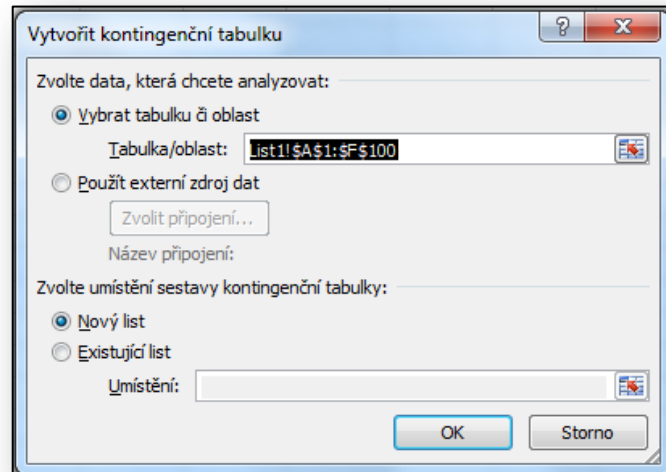 Vytvořit kontingenční tabulku
Zvolte data, která chcete analyzovat:
Vybrat tabulku či oblast
Tabulka/oblast: List1!$A$1:$F$100
Použít externí zdroj dat
Zvolit připojení...
Název připojení:
Zvolte umístění sestavy kontingenční tabulky:
Nový list
Existující list
Umístění:
OK Storno